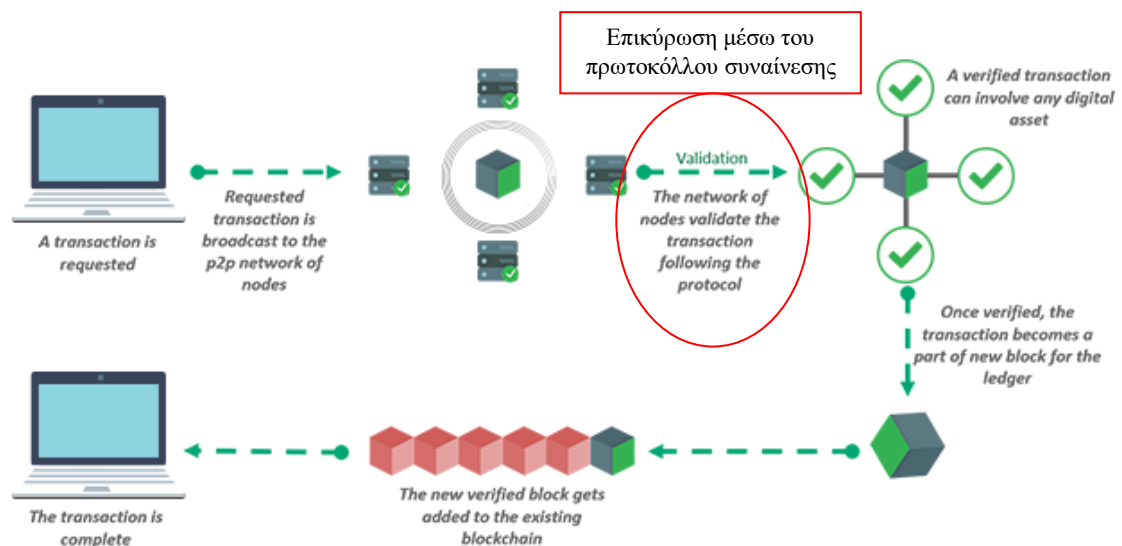 Επικύρωση μέσω του
πρωτοκόλλου συναίνεσης
A verified transaction
can involve any digital
asset
Validation
The network of
nodes validate the
transaction
following the
protocol
Requested
transaction is
broadcast to the
p2p network of
nodes
A transaction is
requested
Once verified, the
transaction becomes a
part of new block for the
ledger
The new verified block gets
added to the existing
blockchain
The transaction is
complete